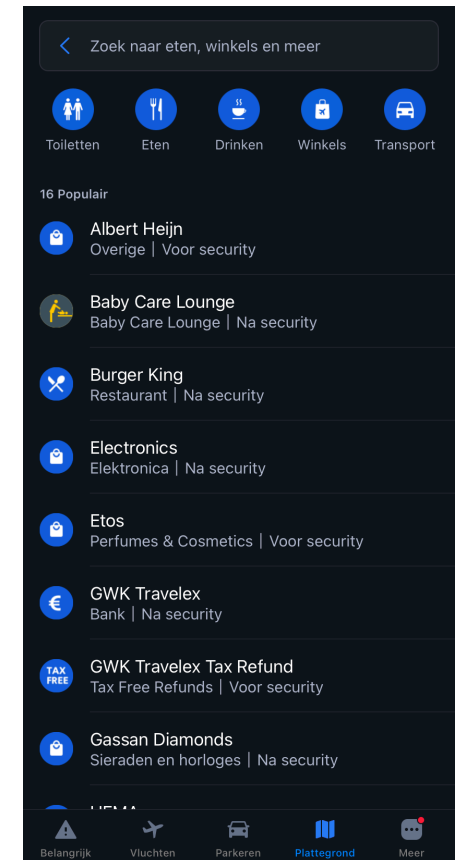 Zoek naar eten, winkels en meer
Toiletten Eten Drinken Winkels Transport
16 Populair
Albert Heijn
Overige | Voor security
Baby Care Lounge
Baby Care Lounge | Na security
Burger King
Restaurant | Na security
Electronics
Elektronica | Na security
Etos
Perfumes & Cosmetics | Voor security
€
GWK Travelex
Bank | Na security
TAX
FREE
GWK Travelex Tax Refund
Tax Free Refunds | Voor security
Gassan Diamonds
Sieraden en horloges | Na security
HEMA
Belangrijk Vluchten Parkeren Plattegrond Meer